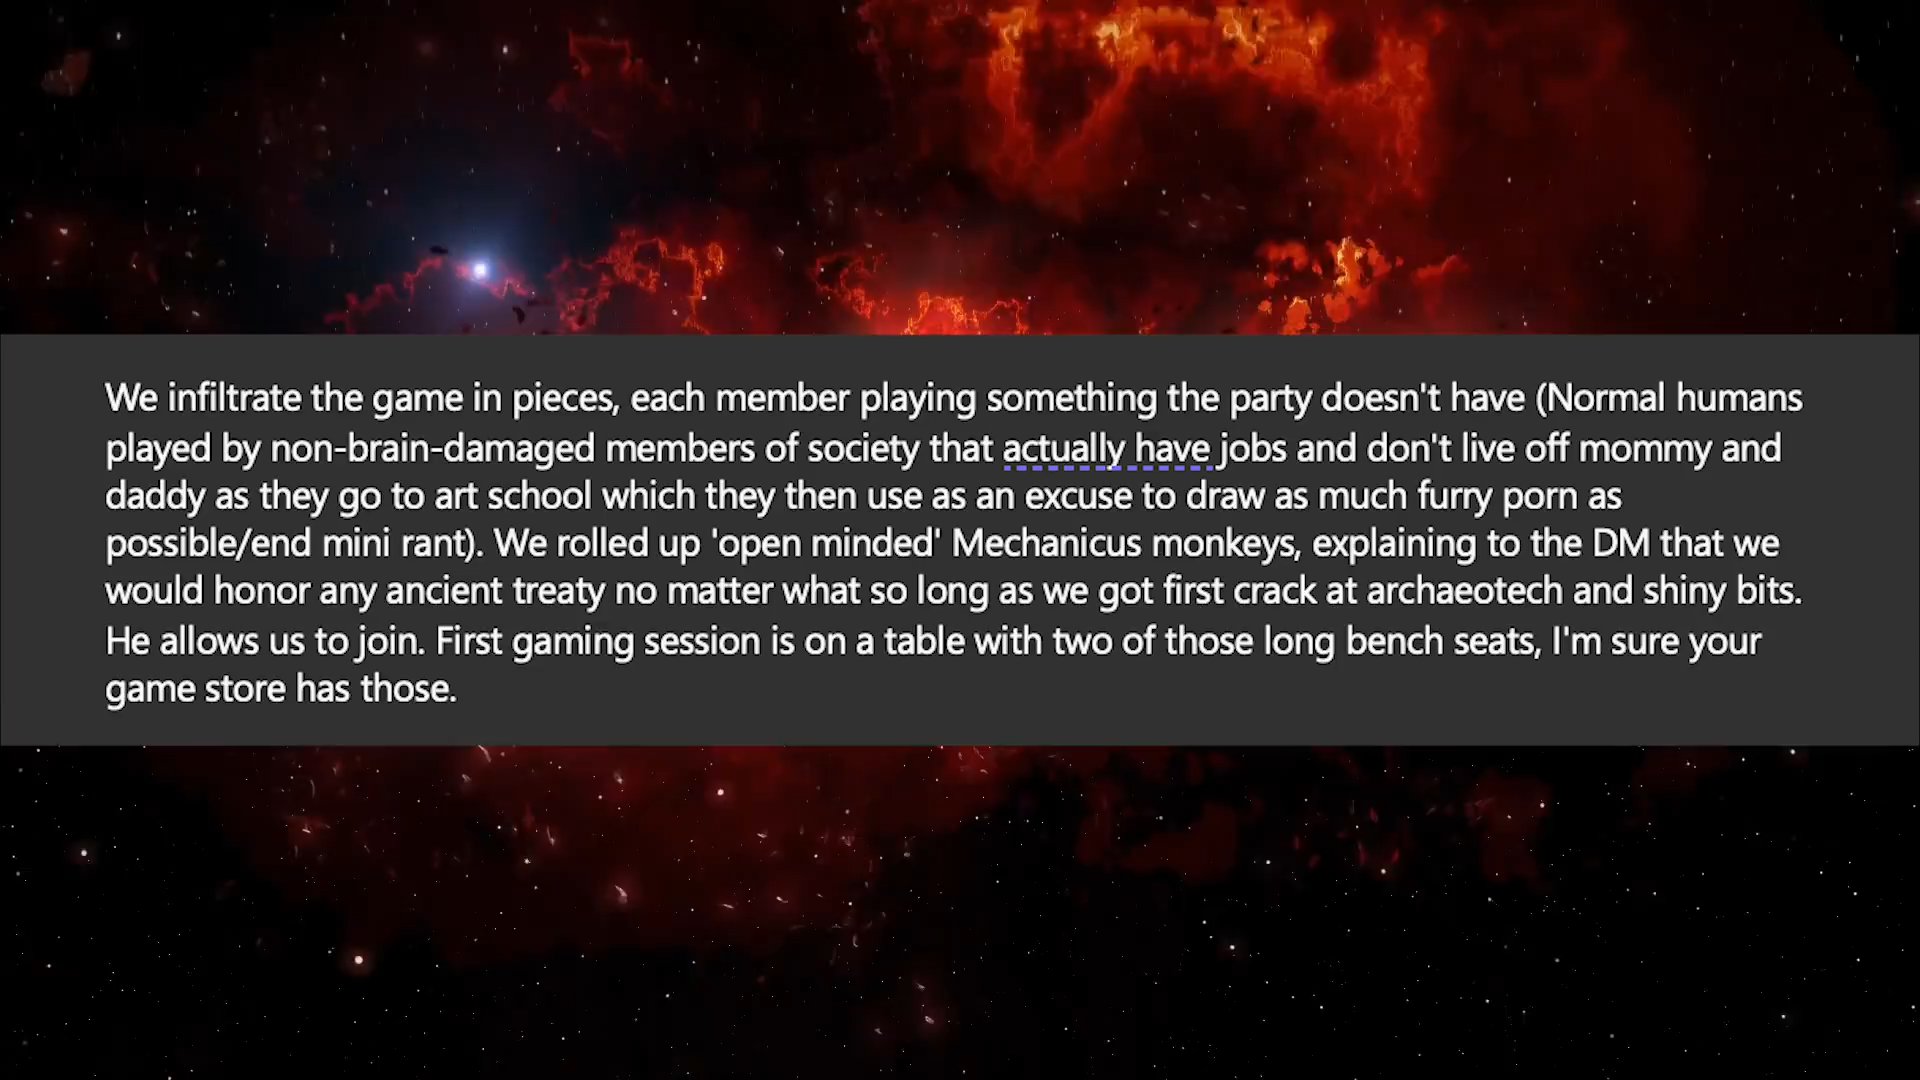 We infiltrate the game in pieces, each member playing something the party doesn't have (Normal humans
played by non-brain-damaged members of society that actually have jobs and don't live off mommy and
daddy as they go to art school which they then use as an excuse to draw as much furry porn as
possible/end mini rant). We rolled up 'open minded' Mechanicus monkeys, explaining to the DM that we
would honor any ancient treaty no matter what so long as we got first crack at archaeotech and shiny bits.
He allows us to join. First gaming session is on a table with two of those long bench seats, I'm sure your
game store has those.